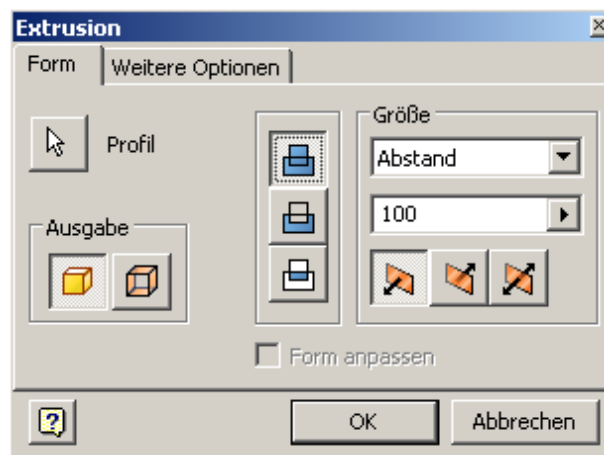 Extrusion
Form
Weitere Optionen
Profil
Größe
Abstand
100
Ausgabe
Form anpassen
OK
Abbrechen